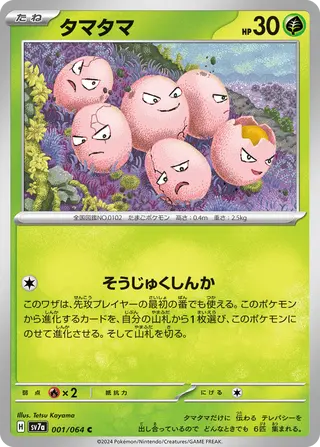 たね
タマタマ
HP30
全国図鑑NO.0102 たまごポケモン 高さ：0.4m 重さ：2.5kg
そうじゅくしんか
このワザは、先攻プレイヤーの最初の番でも使える。このポケモン
から進化するカードを、自分の山札から1枚選び、このポケモンに
のせて進化させる。そして山札を切る。
弱点 ×2 抵抗力 にげる
Illus. Tetsu Kayama
H sv7a 001/064 C
タマタマだけに 伝わる テレパシーを
出し合っているので どんなときでも 6匹 集まれる。
©2024 Pokémon/Nintendo/Creatures/GAME FREAK.